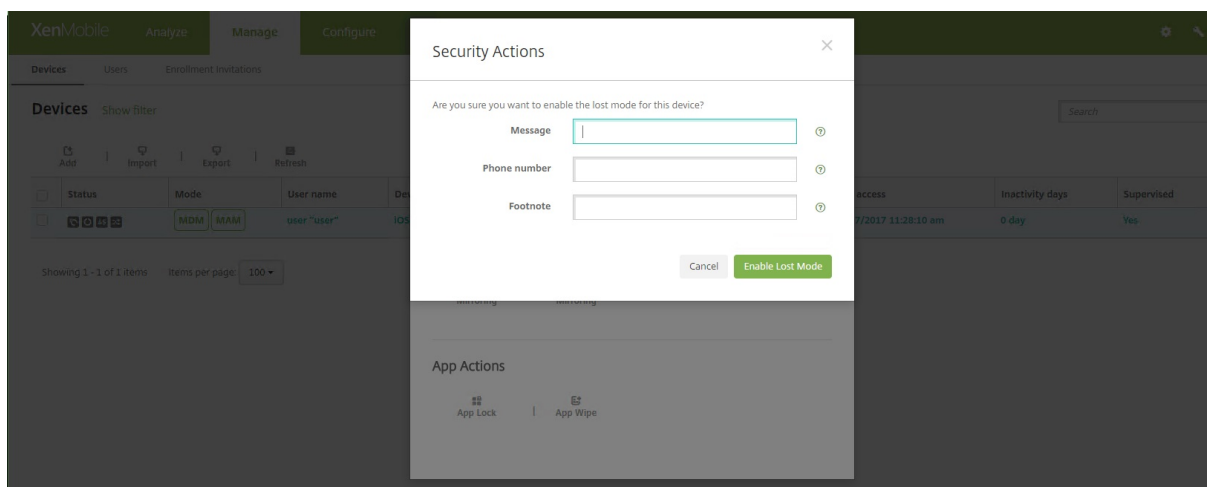 XenMobile Analyze Manage Configure
Security Actions
Devices Users Enrollment Invitations
Are you sure you want to enable the lost mode for this device?
Devices Show filter
Search
Message
Phone number
Add Import Export Refresh
Footnote
Status Mode User name access Inactivity days Supervised
MDM MAM user "user" iOS 7/2017 11:28:10 am 0 day Yes
Cancel Enable Lost Mode
Showing 1 - 1 of 1 items Items per page: 100
Mirroring Mirroring
App Actions
App Lock App Wipe